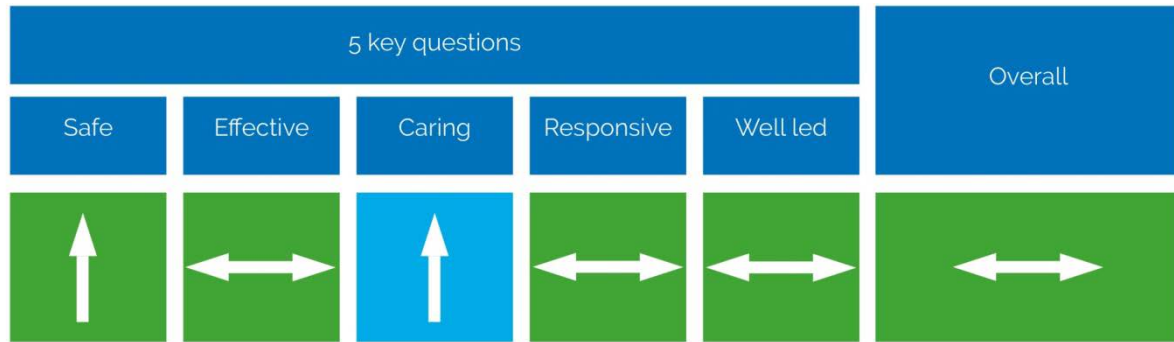 5 key questions
Overall
Safe
Effective
Caring
Responsive
Well led